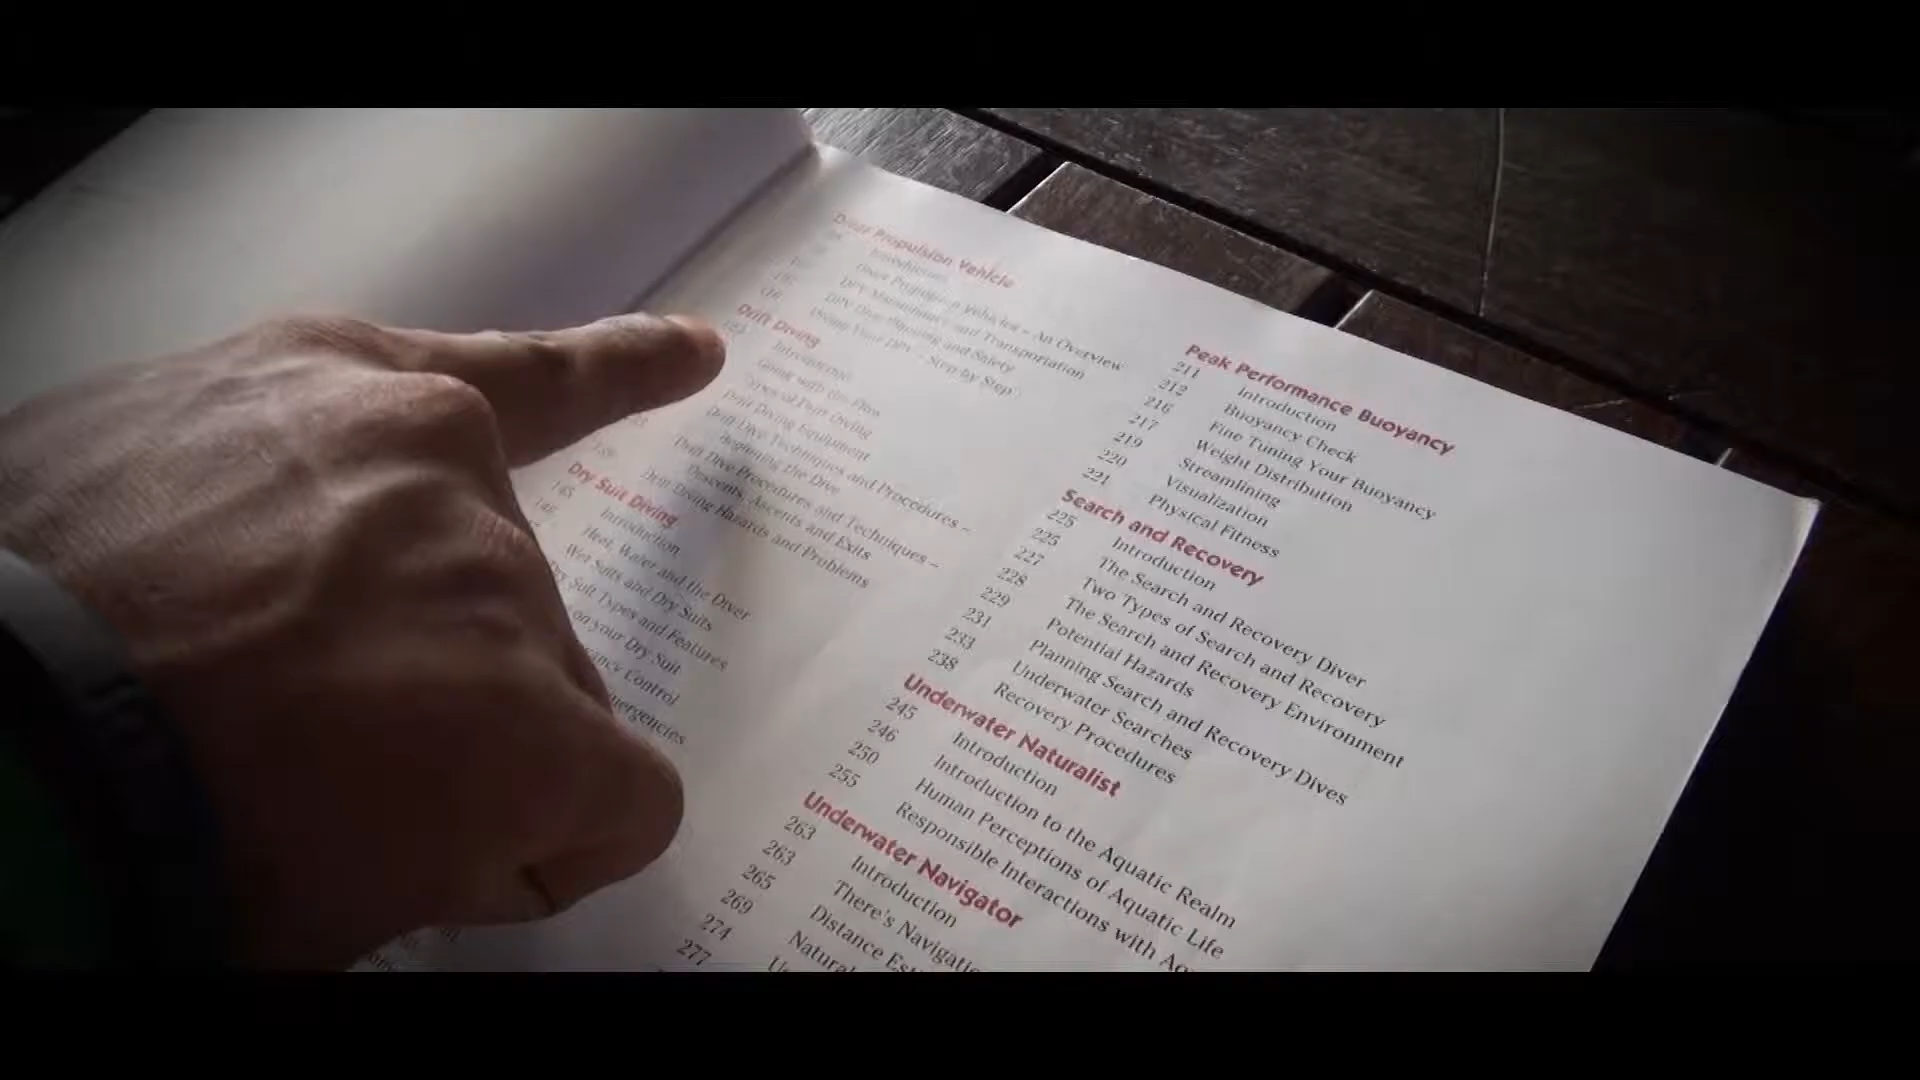 Diver Propulsion Vehicle
Introduction
Diver Propulsion Vehicles – An Overview
DPV Maintenance and Transportation
DPV Dive Planning and Safety
116 Using Your DPV – Step by Step
Drift Diving
123 Introduction
Going with the Flow
Types of Drift Diving
Drift Diving Equipment
Drift Dive Techniques and Procedures –
Beginning the Dive
Drift Dive Procedures and Techniques –
Descents, Ascents and Exits
139 Drift Diving Hazards and Problems
Dry Suit Diving
145 Introduction
146 Heat, Water and the Diver
Wet Suits and Dry Suits
Dry Suit Types and Features
on your Dry Suit
Control
Peak Performance Buoyancy
211 Introduction
212 Buoyancy Check
216 Fine Tuning Your Buoyancy
217 Weight Distribution
219 Streamlining
220 Visualization
221 Physical Fitness
Search and Recovery
225 Introduction
225 The Search and Recovery Diver
227 Two Types of Search and Recovery
228 The Search and Recovery Environment
229 Potential Hazards
231 Planning Search and Recovery Dives
233 Underwater Searches
238 Recovery Procedures
Underwater Naturalist
245 Introduction
246 Introduction to the Aquatic Realm
250 Human Perceptions of Aquatic Life
255 Responsible Interactions with
Underwater Navigator
263 Introduction
263 There's
265 Distance
269
274
277